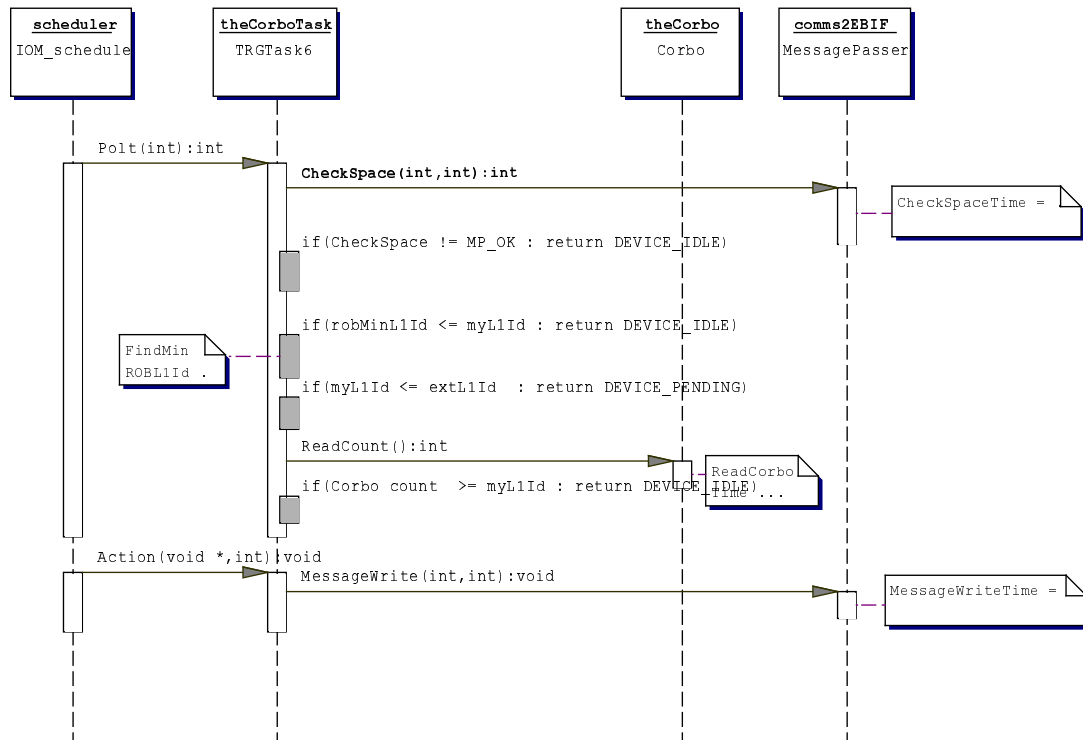 scheduler
IOM_schedule
theCorboTask
TRGTask6
theCorbo
Corbo
comms2EBIF
MessagePasser
Polt(int):int
CheckSpace(int,int):int
CheckSpaceTime = .
if(CheckSpace != MP_OK : return DEVICE_IDLE)
if(robMinL1Id <= myL1Id : return DEVICE_IDLE)
FindMin
ROBL1Id .
if(myL1Id <= extL1Id  : return DEVICE_PENDING)
ReadCount():int
ReadCorbo
Time ...
if(Corbo count  >= myL1Id : return DEVICE_IDLE)
Action(void *,int):void
MessageWrite(int,int):void
MessageWriteTime =